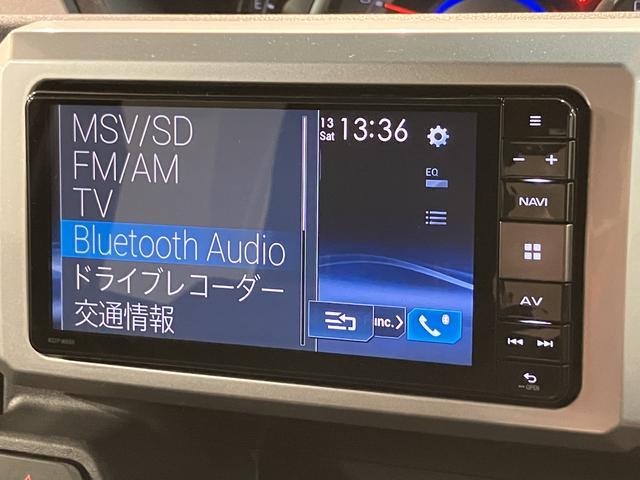 MSV/SD
FM/AM
TV
Bluetooth Audio
ドライブレコーダー
交通情報
13
Sat 13:36
EQ
inc.
NAVI
AV
OPEN